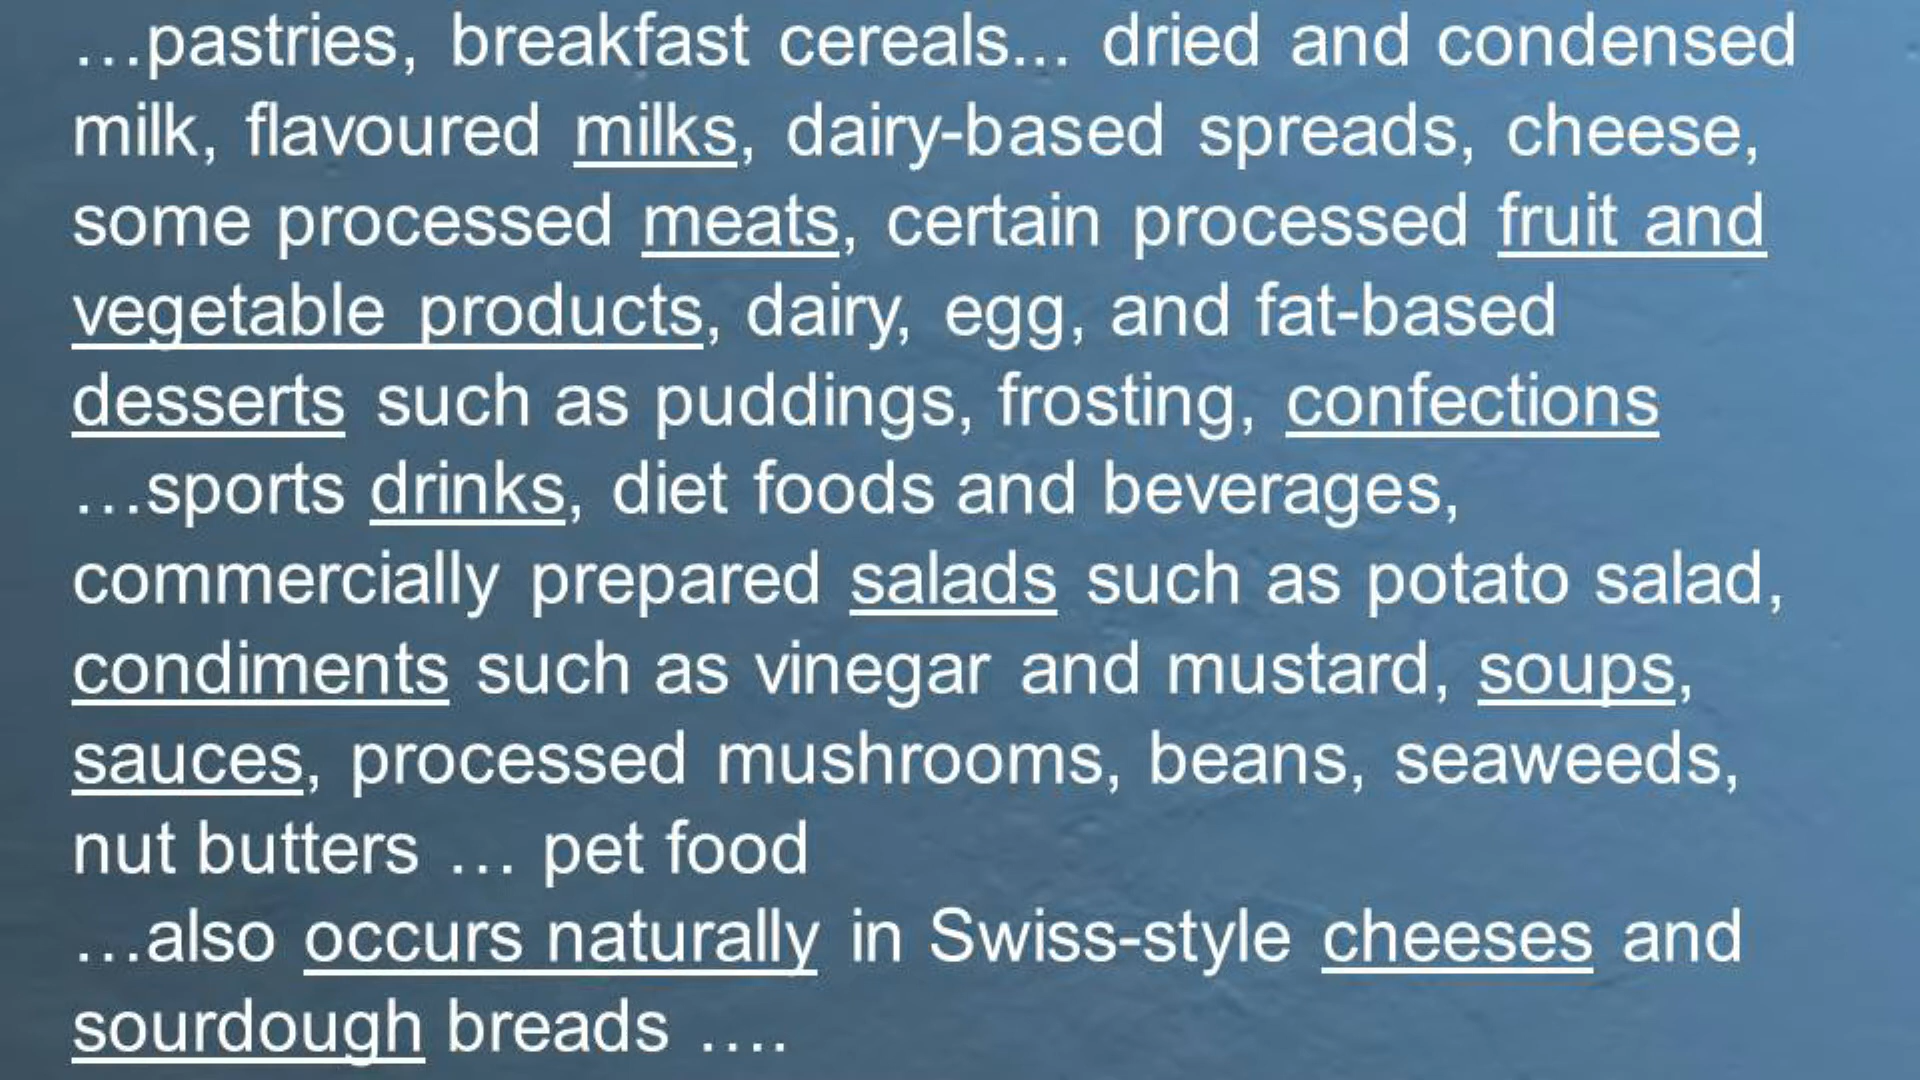 …pastries, breakfast cereals... dried and condensed
milk, flavoured milks, dairy-based spreads, cheese,
some processed meats, certain processed fruit and
vegetable products, dairy, egg, and fat-based
desserts such as puddings, frosting, confections
…sports drinks, diet foods and beverages,
commercially prepared salads such as potato salad,
condiments such as vinegar and mustard, soups,
sauces, processed mushrooms, beans, seaweeds,
nut butters … pet food
…also occurs naturally in Swiss-style cheeses and
sourdough breads ….